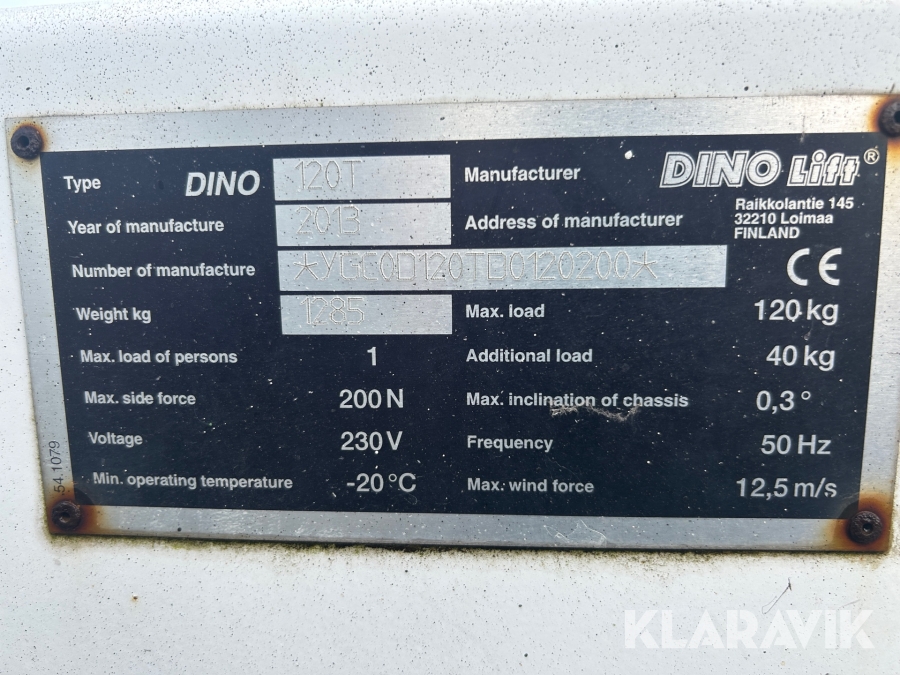 Type DINO 120T Manufacturer DINO Lift®
Year of manufacture 2013 Address of manufacturer Raikkolantie 145
32210 Loimaa
FINLAND
Number of manufacture *YGC0D120TD0120200* CE
Weight kg 1285 Max. load 120 kg
Max. load of persons 1 Additional load 40 kg
Max. side force 200 N Max. inclination of chassis 0,3°
Voltage 230 V Frequency 50 Hz
Min. operating temperature -20°C Max. wind force 12,5 m/s
54.1079
KLARAVIK